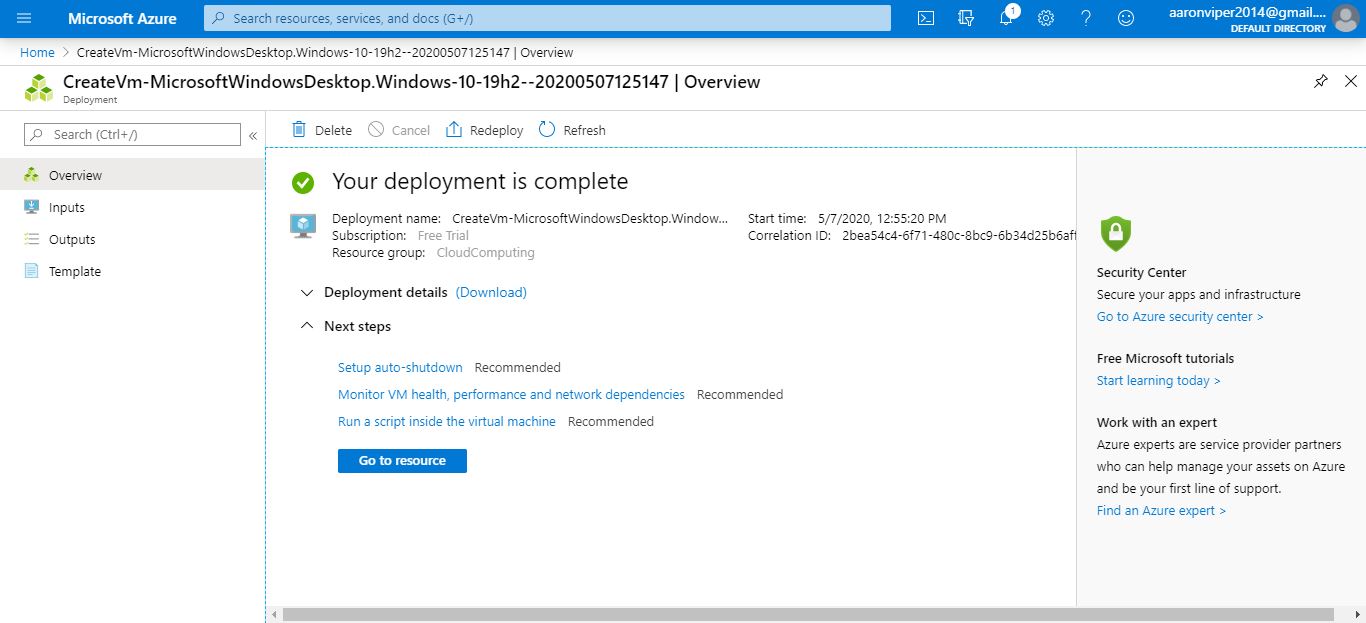 Microsoft Azure
Search resources, services, and docs (G+/)
1
aaronviper2014@gmail....
DEFAULT DIRECTORY
Home > CreateVm-MicrosoftWindowsDesktop.Windows-10-19h2--20200507125147 | Overview
CreateVm-MicrosoftWindowsDesktop.Windows-10-19h2--20200507125147 | Overview
Deployment
Search (Ctrl+/)
«
Delete Cancel Redeploy Refresh
Overview
Inputs
Outputs
Template
Your deployment is complete
Deployment name: CreateVm-MicrosoftWindowsDesktop.Window...
Subscription: Free Trial
Resource group: CloudComputing
Start time: 5/7/2020, 12:55:20 PM
Correlation ID: 2bea54c4-6f71-480c-8bc9-6b34d25b6aff
Deployment details (Download)
Next steps
Setup auto-shutdown Recommended
Monitor VM health, performance and network dependencies Recommended
Run a script inside the virtual machine Recommended
Go to resource
Security Center
Secure your apps and infrastructure
Go to Azure security center >
Free Microsoft tutorials
Start learning today >
Work with an expert
Azure experts are service provider partners
who can help manage your assets on Azure
and be your first line of support.
Find an Azure expert >